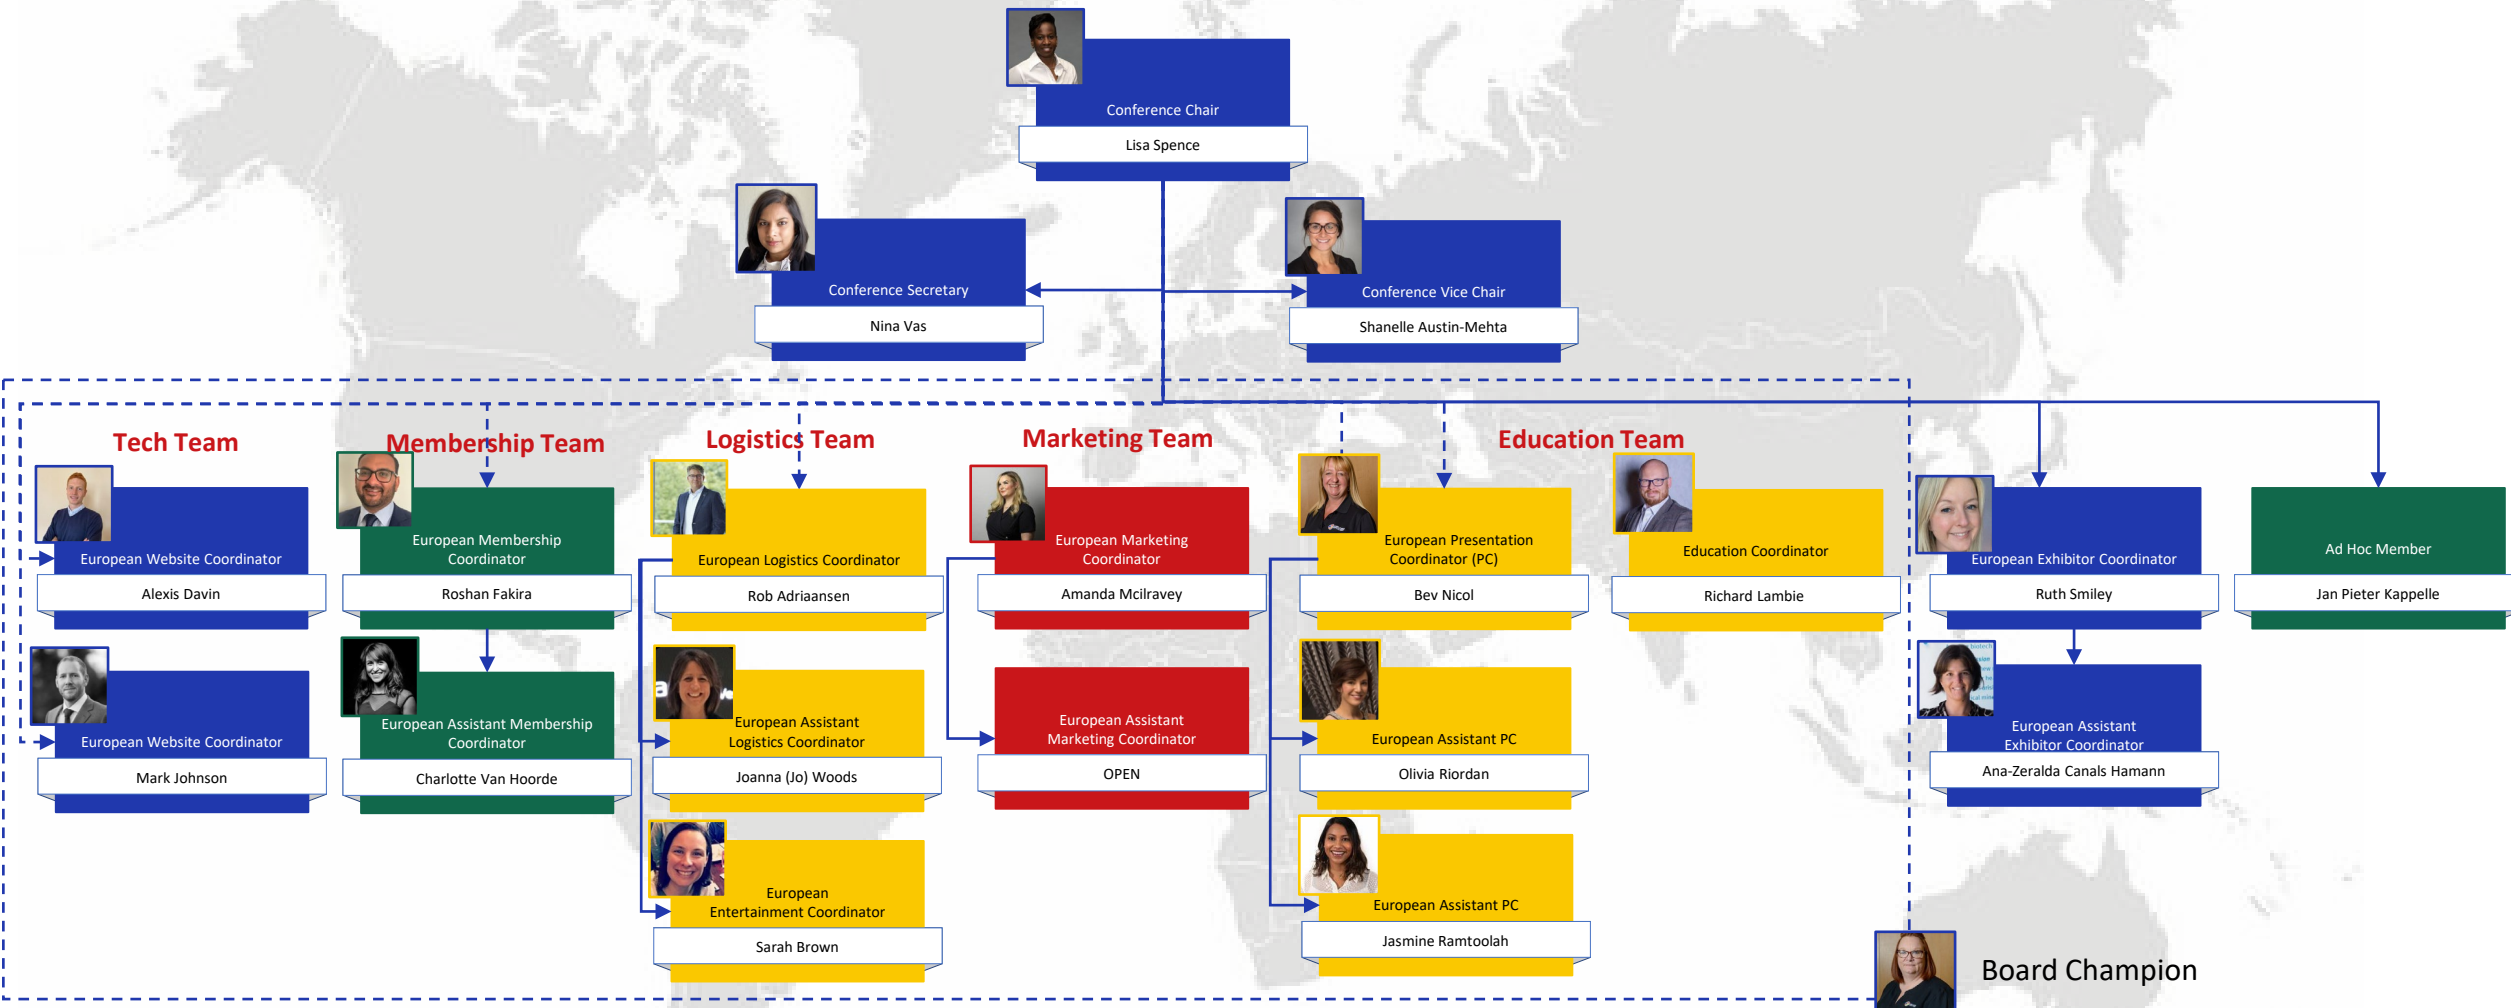 Conference Chair
Lisa Spence
Conference Secretary
Nina Vas
Conference Vice Chair
Shanelle Austin-Mehta
Tech Team
European Website Coordinator
Alexis Davin
European Website Coordinator
Mark Johnson
Membership Team
European Membership
Coordinator
Roshan Fakira
European Assistant Membership
Coordinator
Charlotte Van Hoorde
Logistics Team
European Logistics Coordinator
Rob Adriaansen
European Assistant
Logistics Coordinator
Joanna (Jo) Woods
European
Entertainment Coordinator
Sarah Brown
Marketing Team
European Marketing
Coordinator
Amanda Mcilravey
European Assistant
Marketing Coordinator
OPEN
Education Team
European Presentation
Coordinator (PC)
Bev Nicol
European Assistant PC
Olivia Riordan
European Assistant PC
Jasmine Ramtoolah
Education Coordinator
Richard Lambie
European Exhibitor Coordinator
Ruth Smiley
European Assistant
Exhibitor Coordinator
Ana-Zeralda Canals Hamann
Ad Hoc Member
Jan Pieter Kappelle
Board Champion